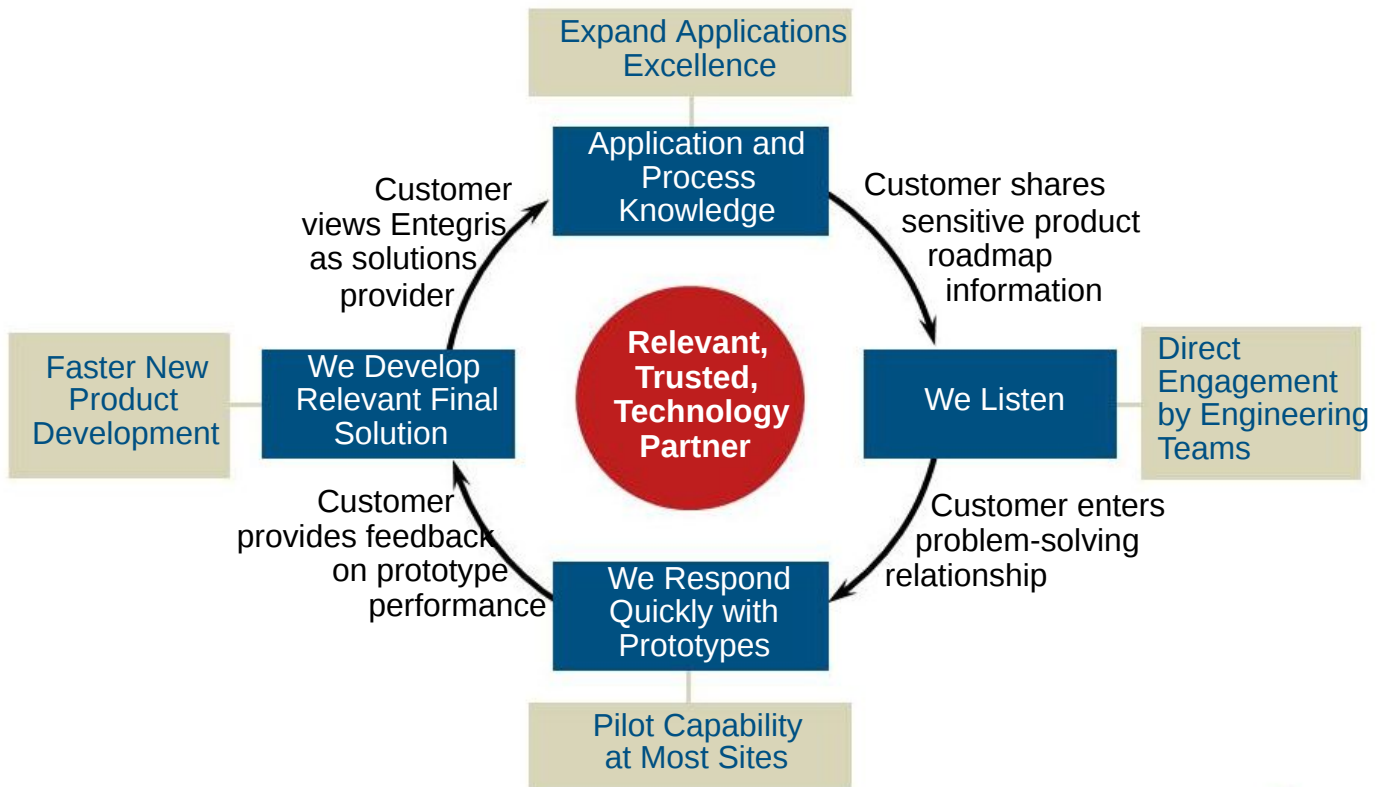 Expand Applications
Excellence
Application and
Process
Knowledge
Customer
views Entegris
as solutions
provider
Customer shares
sensitive product
roadmap
information
Relevant,
Trusted,
Technology
Partner
Faster New
Product
Development
We Develop
Relevant Final
Solution
We Listen
Direct
Engagement
by Engineering
Teams
Customer
provides feedback
on prototype
performance
Customer enters
problem-solving
relationship
We Respond
Quickly with
Prototypes
Pilot Capability
at Most Sites